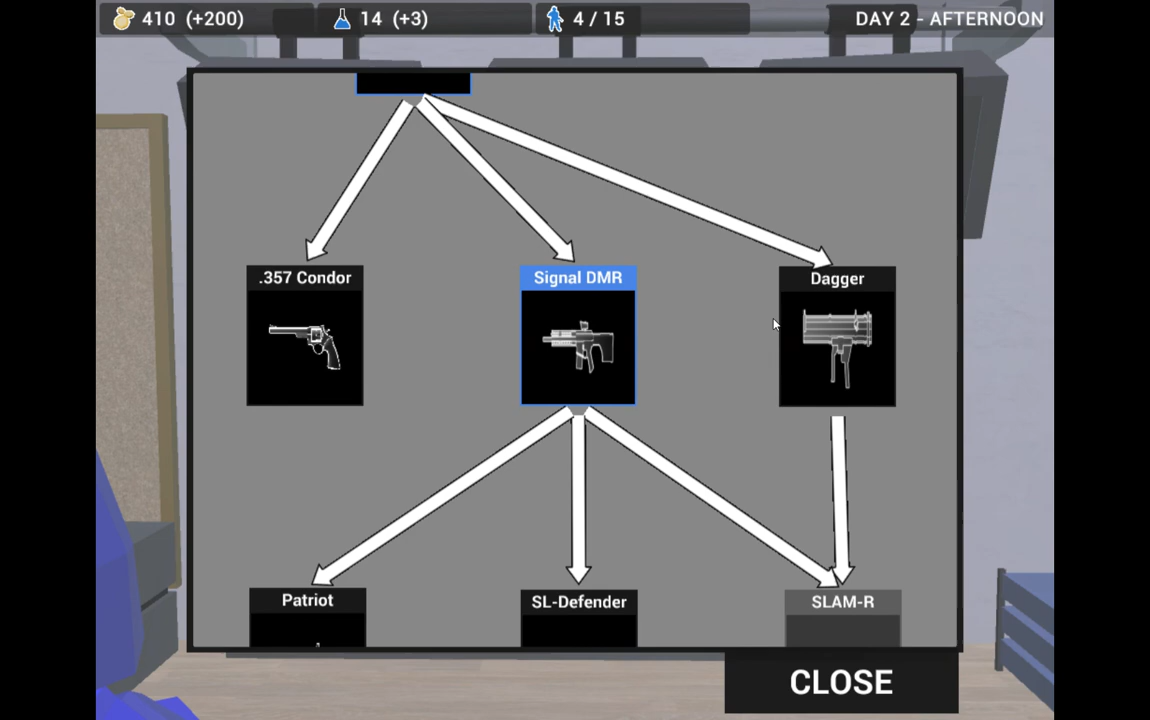 410 (+200)
14 (+3)
4 / 15
DAY 2 - AFTERNOON
.357 Condor
Signal DMR
Dagger
Patriot
SL-Defender
SLAM-R
CLOSE